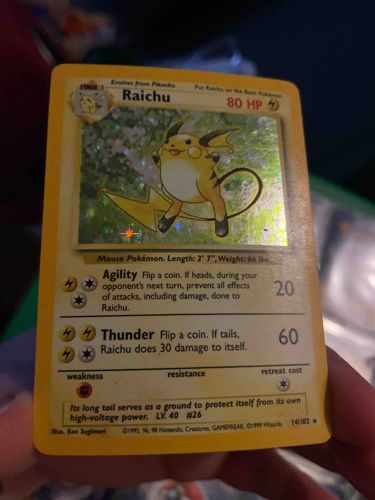 STAGE 1
Evolves from Pikachu
Put Raichu on the Basic Pokémon
Raichu
80 HP
Mouse Pokémon. Length: 2' 7", Weight: 66 lbs.
Agility Flip a coin. If heads, during your
opponent's next turn, prevent all effects
of attacks, including damage, done to
Raichu.
20
Thunder Flip a coin. If tails,
Raichu does 30 damage to itself.
60
weakness
resistance
retreat cost
Its long tail serves as a ground to protect itself from its own
high-voltage power. LV. 40 #26
Illus. Ken Sugimori
©1995, 96, 98 Nintendo, Creatures, GAMEFREAK. ©1999 Wizards.
14/102 ★